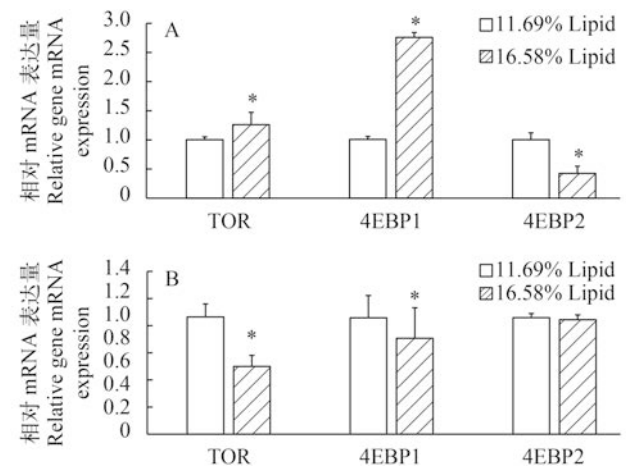 相对 mRNA 表达量
Relative gene mRNA
expression
3.0
2.5
2.0
1.5
1.0
0.5
0
A
11.69% Lipid
16.58% Lipid
*
*
*
TOR
4EBP1
4EBP2
相对 mRNA 表达量
Relative gene mRNA
expression
1.4
1.2
1.0
0.8
0.6
0.4
0.2
0
B
11.69% Lipid
16.58% Lipid
*
*
TOR
4EBP1
4EBP2